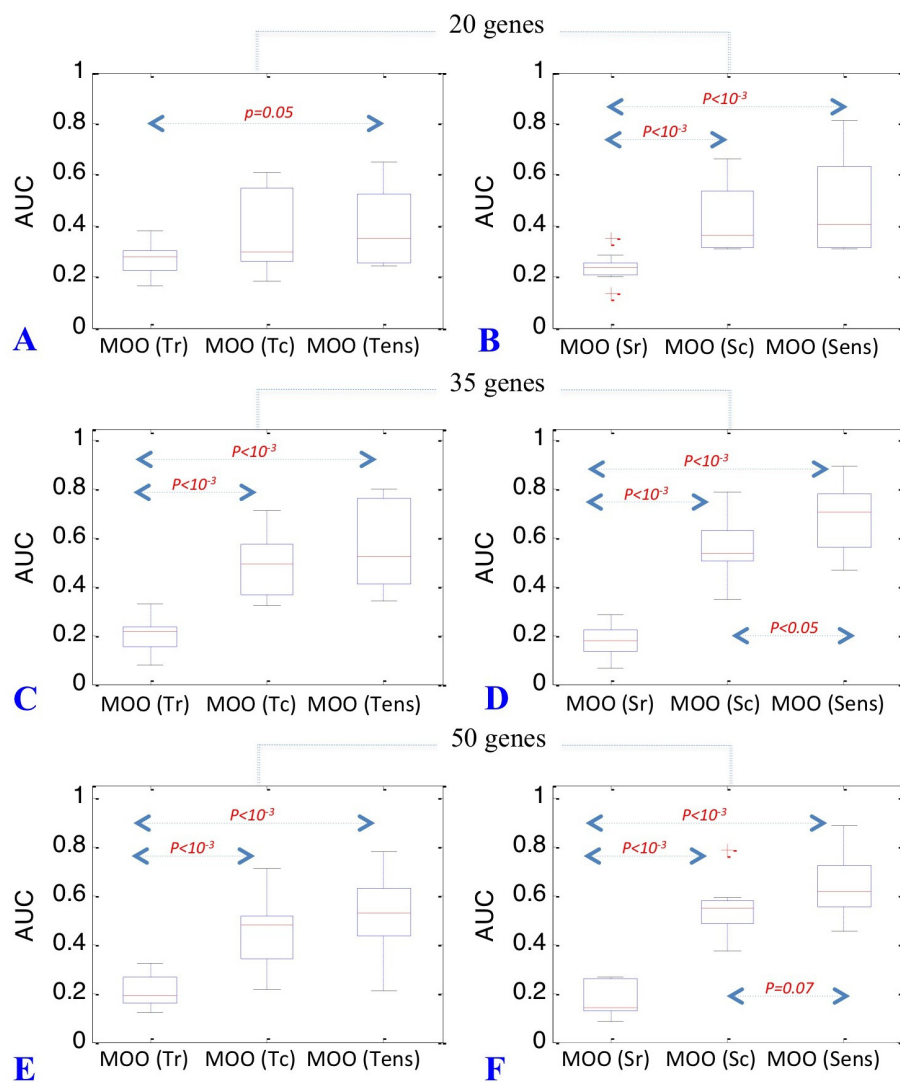 20 genes
1
0.8
0.6
0.4
0.2
0
AUC
p=0.05
MOO (Tr) MOO (Tc) MOO (Tens)
A
1
0.8
0.6
0.4
0.2
0
AUC
P<10-3
P<10-3
MOO (Sr) MOO (Sc) MOO (Sens)
B
35 genes
1
0.8
0.6
0.4
0.2
0
AUC
P<10-3
P<10-3
MOO (Tr) MOO (Tc) MOO (Tens)
C
1
0.8
0.6
0.4
0.2
0
AUC
P<10-3
P<10-3
P<0.05
MOO (Sr) MOO (Sc) MOO (Sens)
D
50 genes
1
0.8
0.6
0.4
0.2
0
AUC
P<10-3
P<10-3
MOO (Tr) MOO (Tc) MOO (Tens)
E
1
0.8
0.6
0.4
0.2
0
AUC
P<10-3
P<10-3
P=0.07
MOO (Sr) MOO (Sc) MOO (Sens)
F